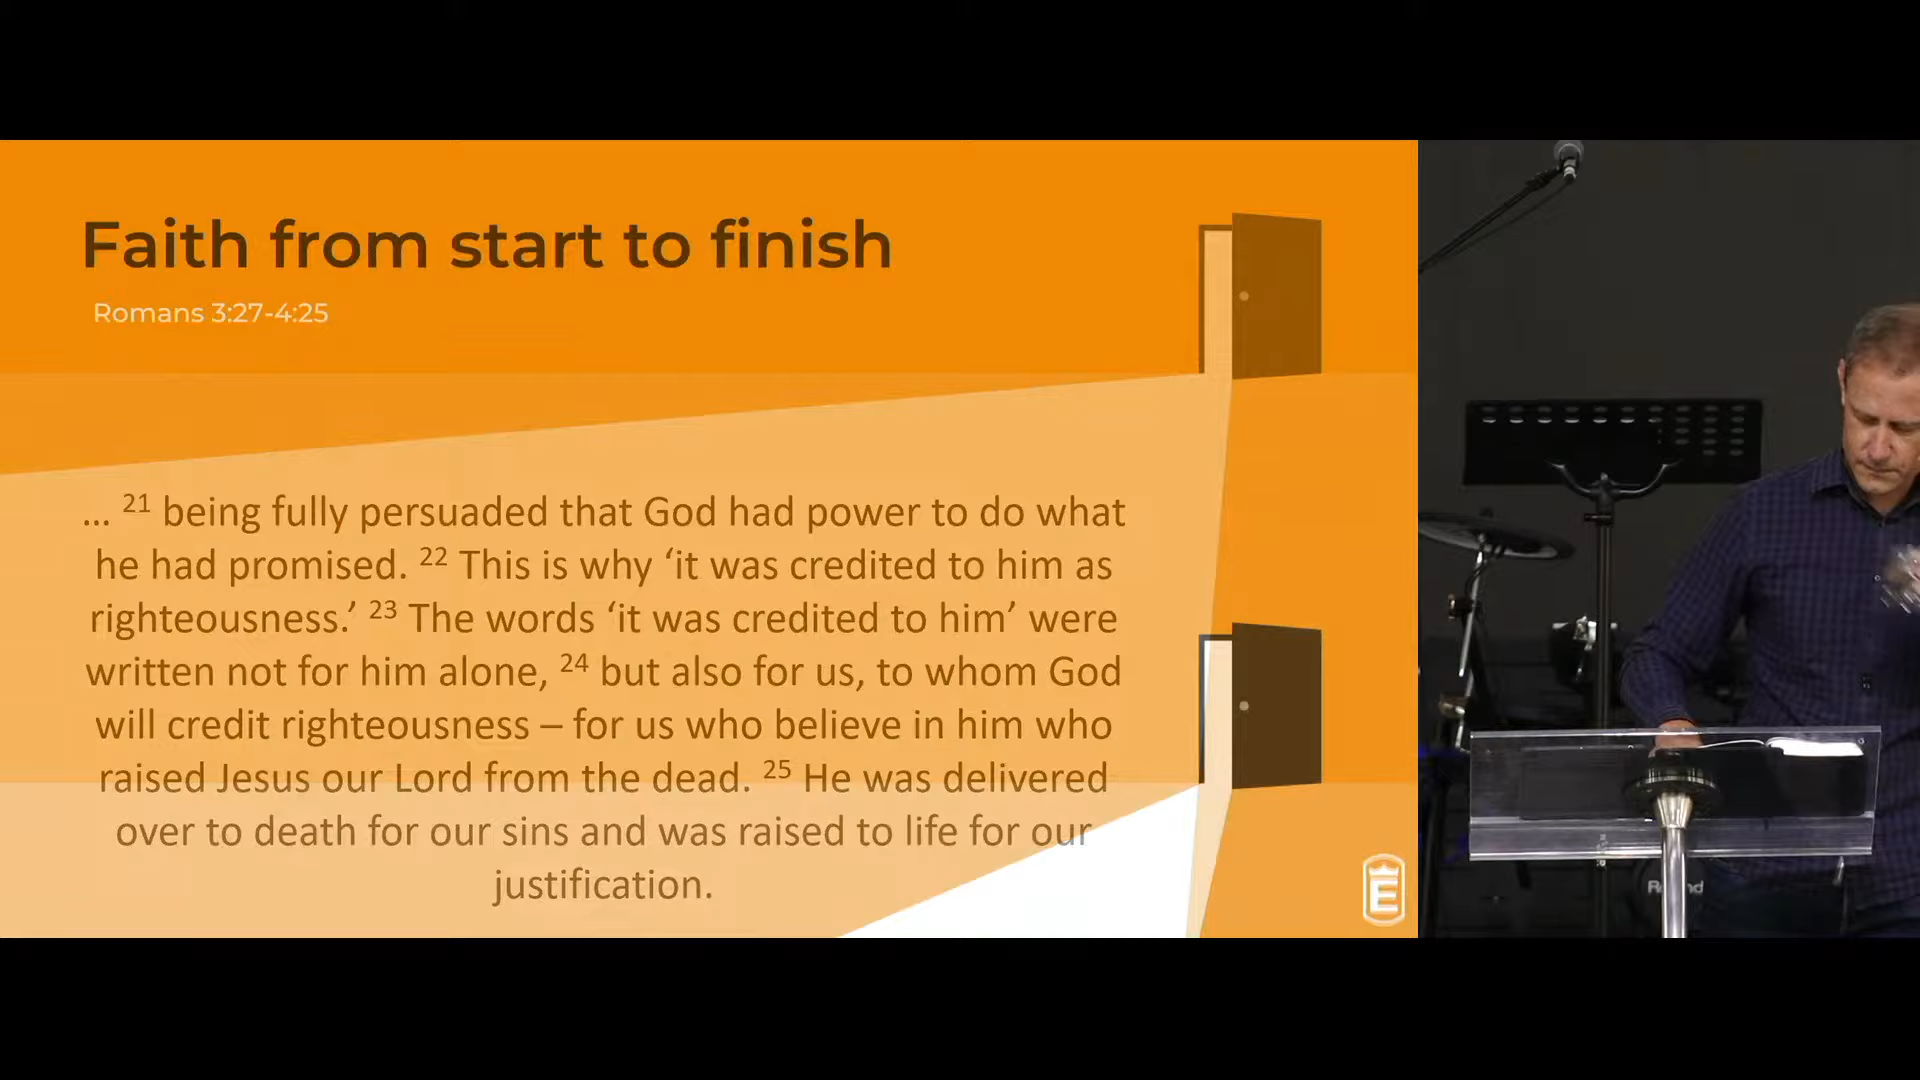 Faith from start to finish
Romans 3:27-4:25
... 21 being fully persuaded that God had power to do what
he had promised. 22 This is why ‘it was credited to him as
righteousness.’ 23 The words ‘it was credited to him’ were
written not for him alone, 24 but also for us, to whom God
will credit righteousness – for us who believe in him who
raised Jesus our Lord from the dead. 25 He was delivered
over to death for our sins and was raised to life for our
justification.
E